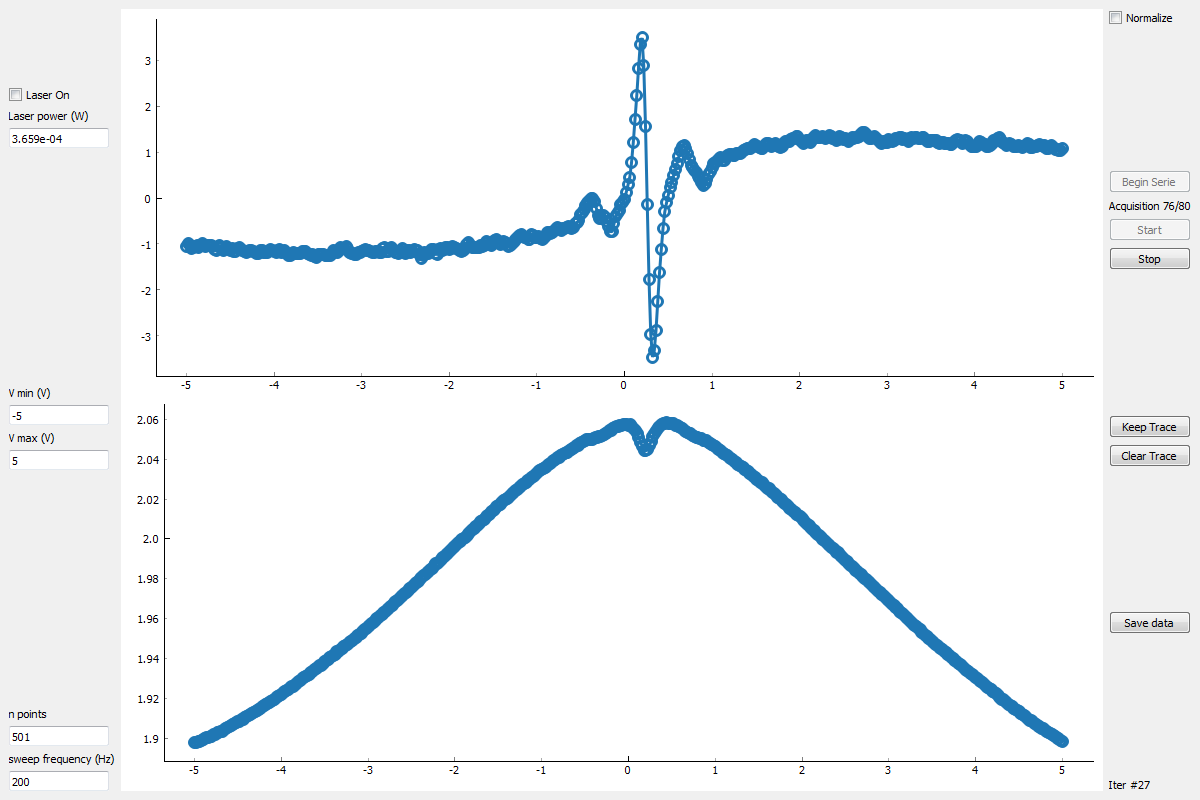 Normalize
Laser On
Laser power (W)
3.659e-04
3
2
1
0
-1
-2
-3
-5 -4 -3 -2 -1 0 1 2 3 4 5
Begin Serie
Acquisition 76/80
Start
Stop
V min (V)
-5
V max (V)
5
2.06
2.04
2.02
2.0
1.98
1.96
1.94
1.92
1.9
-5 -4 -3 -2 -1 0 1 2 3 4 5
Keep Trace
Clear Trace
Save data
n points
501
sweep frequency (Hz)
200
Iter #27